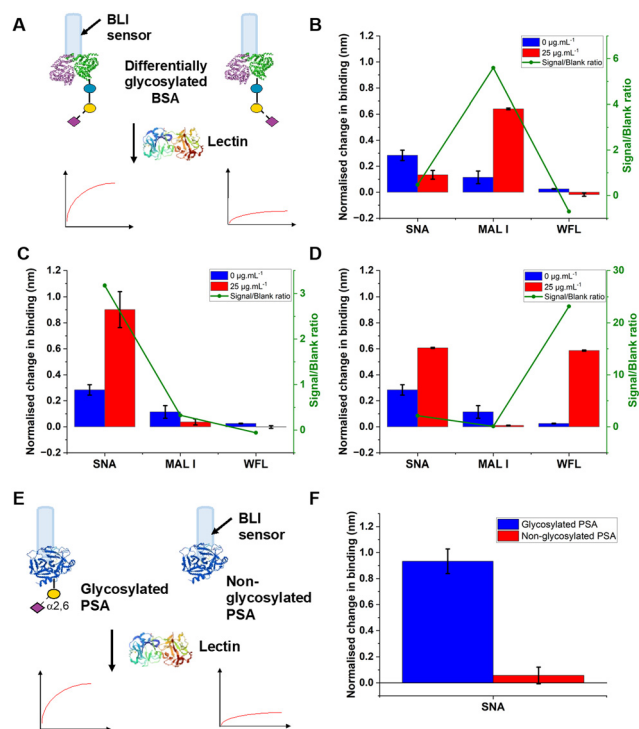 A
BLI
sensor
Differentially
glycosylated
BSA
Lectin
B
Normalised change in binding (nm)
1.2
1.0
0.8
0.6
0.4
0.2
0.0
−0.2
0 µg.mL⁻¹
25 µg.mL⁻¹
Signal/Blank ratio
6
4
2
0
Signal/Blank ratio
SNA
MAL I
WFL
C
Normalised change in binding (nm)
1.2
1.0
0.8
0.6
0.4
0.2
0.0
−0.2
0 µg.mL⁻¹
25 µg.mL⁻¹
Signal/Blank ratio
3
2
1
0
Signal/Blank ratio
SNA
MAL I
WFL
D
Normalised change in binding (nm)
1.2
1.0
0.8
0.6
0.4
0.2
0.0
−0.2
0 µg.mL⁻¹
25 µg.mL⁻¹
Signal/Blank ratio
30
25
20
15
10
5
0
Signal/Blank ratio
SNA
MAL I
WFL
E
BLI
sensor
α2,6
Glycosylated
PSA
Non-
glycosylated
PSA
Lectin
F
Normalised change in binding (nm)
1.2
1.0
0.8
0.6
0.4
0.2
0.0
Glycosylated PSA
Non-glycosylated PSA
SNA